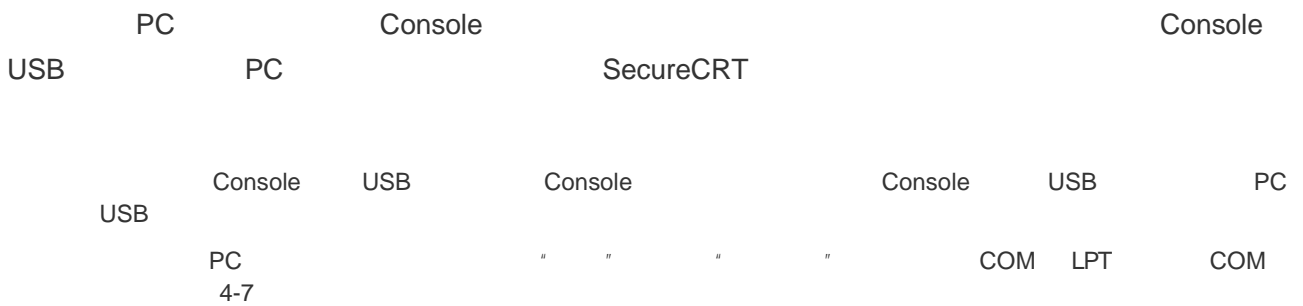 PC Console Console
USB PC SecureCRT
Console USB Console Console USB PC
USB
PC “ ” “ ” COM LPT COM
4-7